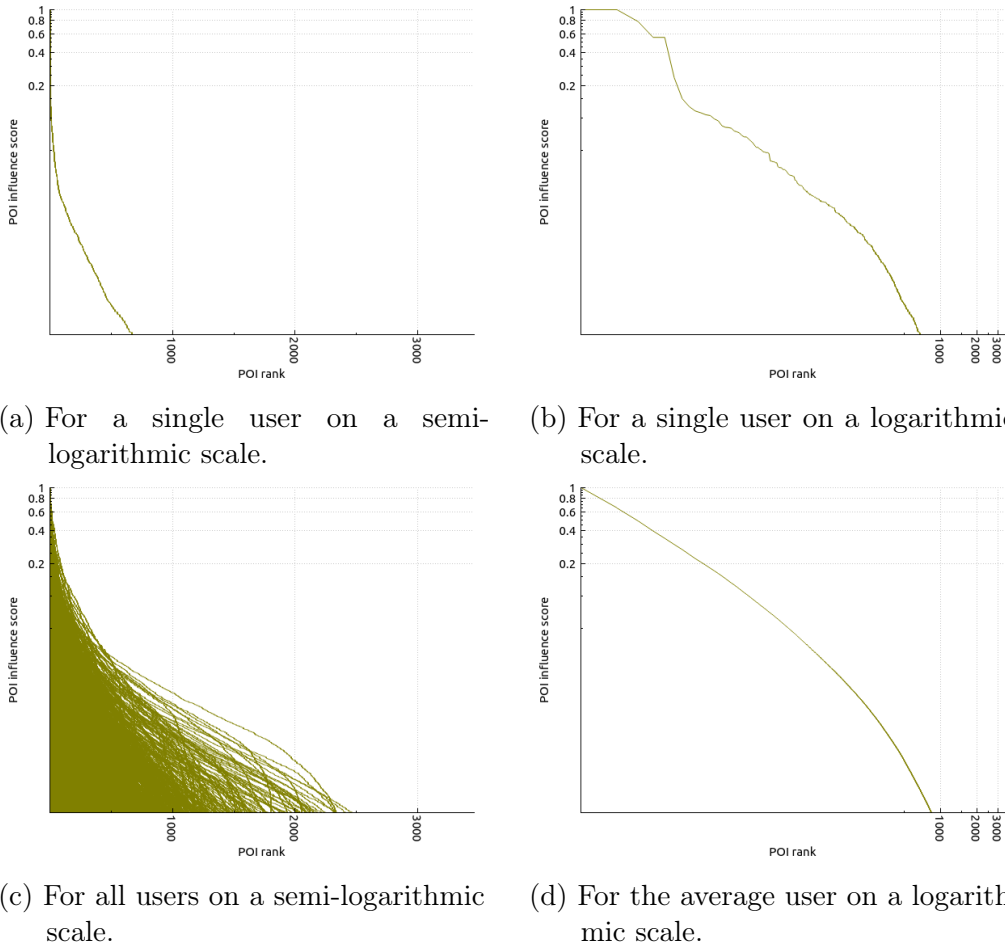 1
0.8
0.6
0.4
0.2
POI influence score
1000
2000
3000
POI rank
1
0.8
0.6
0.4
0.2
POI influence score
1000
2000
3000
POI rank
(a) For a single user on a semi-
logarithmic scale.
(b) For a single user on a logarithmic
scale.
1
0.8
0.6
0.4
0.2
POI influence score
1000
2000
3000
POI rank
1
0.8
0.6
0.4
0.2
POI influence score
1000
2000
3000
POI rank
(c) For all users on a semi-logarithmic
scale.
(d) For the average user on a logarith
mic scale.